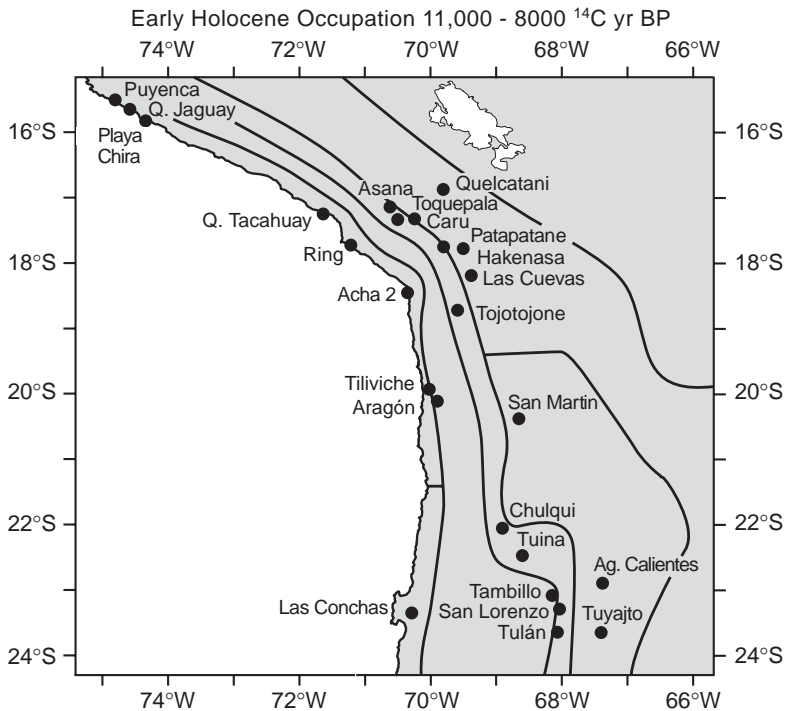 Early Holocene Occupation 11,000 - 8000 ¹⁴C yr BP
74°W 72°W 70°W 68°W 66°W
Puyenca
Q. Jaguay
16°S 16°S
Playa
Chira
Quelcatani
Asana
Toquepala
Q. Tacahuay
Caru
Patapatane
Ring
Hakenasa
18°S 18°S
Las Cuevas
Acha 2
Tojotojone
Tiliviche
20°S 20°S
Aragón
San Martin
Chulqui
22°S 22°S
Tuina
Ag. Calientes
Tambillo
Las Conchas
San Lorenzo
Tuyajto
Tulán
24°S 24°S
74°W 72°W 70°W 68°W 66°W